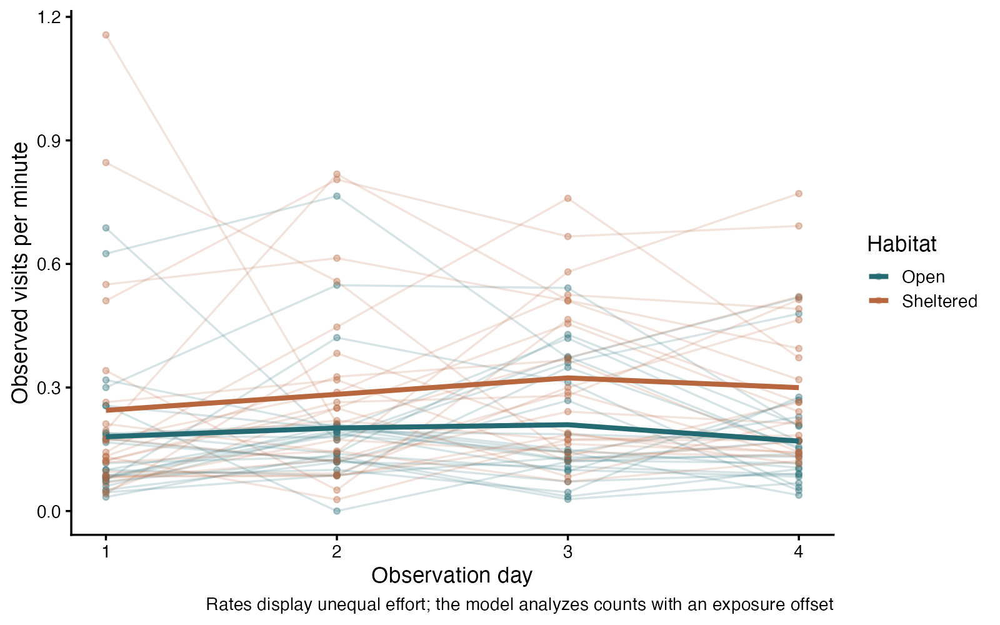 1.2
0.9
0.6
0.3
0.0
Observed visits per minute
1 2 3 4
Observation day
Habitat
Open
Sheltered
Rates display unequal effort; the model analyzes counts with an exposure offset